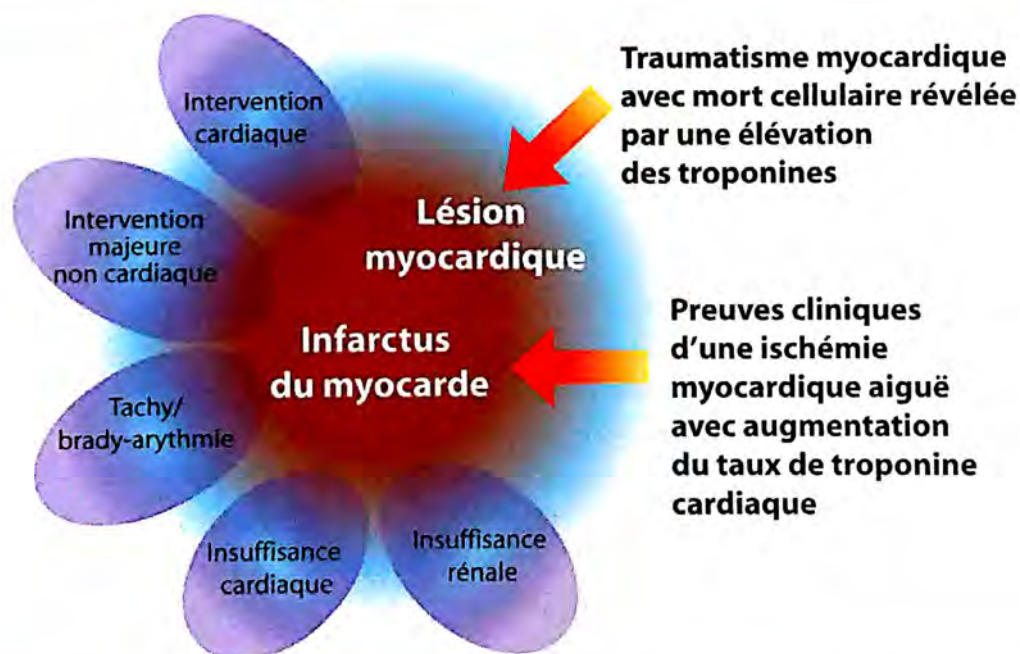 Intervention
cardiaque
Intervention
majeure
non cardiaque
Tachy/
brady-arythmie
Insuffisance
cardiaque
Insuffisance
rénale
Lésion
myocardique
Infarctus
du myocarde
Traumatisme myocardique
avec mort cellulaire révélée
par une élévation
des troponines
Preuves cliniques
d'une ischémie
myocardique aiguë
avec augmentation
du taux de troponine
cardiaque